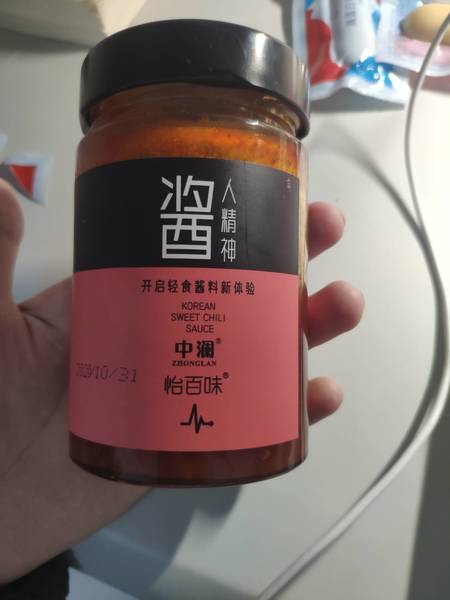 酱
人精神
开启轻食酱料新体验
KOREAN
SWEET CHILI
SAUCE
中澜®
ZHONGLAN
2020/10/31
怡百味®